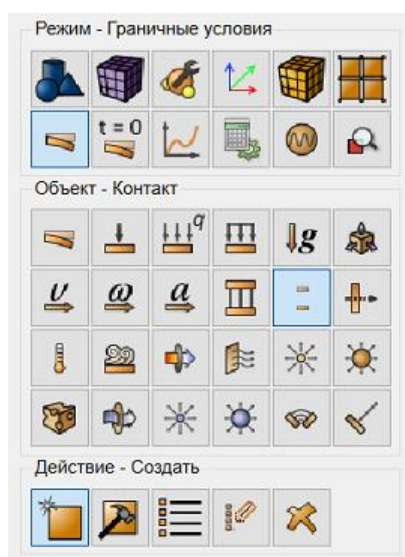 Режим - Граничные условия
t = 0
Объект - Контакт
q
g
v
ω
a
Действие - Создать